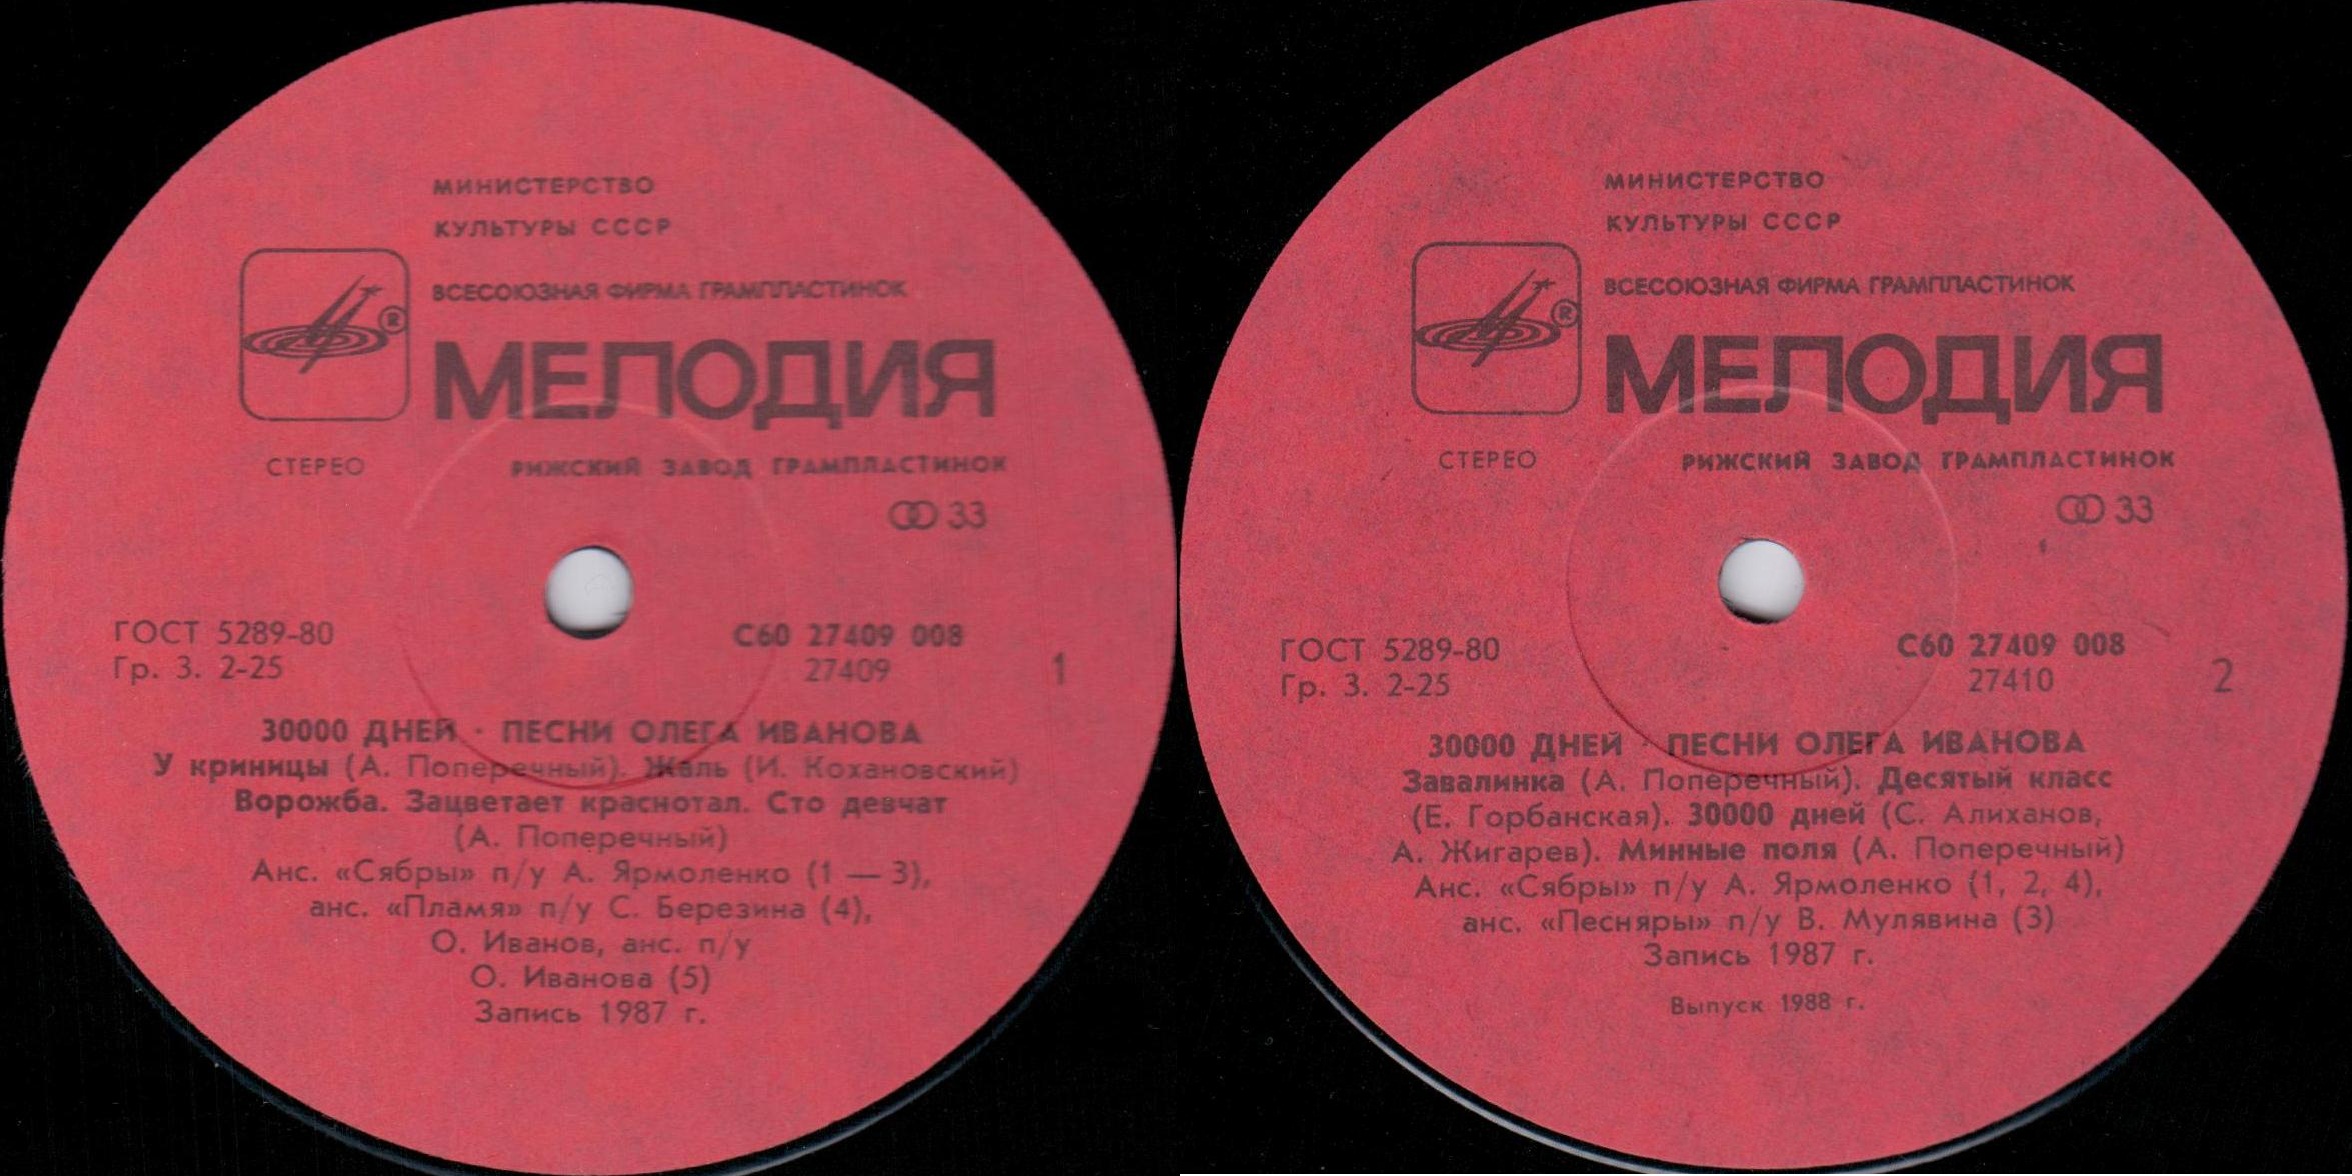 МИНИСТЕРСТВО
КУЛЬТУРЫ СССР
ВСЕСОЮЗНАЯ ФИРМА ГРАМПЛАСТИНОК
®
МЕЛОДИЯ
СТЕРЕО
РИЖСКИЙ ЗАВОД ГРАМПЛАСТИНОК
33
ГОСТ 5289-80
Гр. 3. 2-25
С60 27409 008
27409
1
30000 ДНЕЙ · ПЕСНИ ОЛЕГА ИВАНОВА
У криницы (А. Поперечный). Жаль (И. Кохановский)
Ворожба. Зацветает краснотал. Сто девчат
(А. Поперечный)
Анс. «Сябры» п/у А. Ярмоленко (1 — 3),
анс. «Пламя» п/у С. Березина (4),
О. Иванов, анс. п/у
О. Иванова (5)
Запись 1987 г.
МИНИСТЕРСТВО
КУЛЬТУРЫ СССР
ВСЕСОЮЗНАЯ ФИРМА ГРАМПЛАСТИНОК
®
МЕЛОДИЯ
СТЕРЕО
РИЖСКИЙ ЗАВОД ГРАМПЛАСТИНОК
33
ГОСТ 5289-80
Гр. 3. 2-25
С60 27409 008
27410
2
30000 ДНЕЙ · ПЕСНИ ОЛЕГА ИВАНОВА
Завалинка (А. Поперечный). Десятый класс
(Е. Горбанская). 30000 дней (С. Алиханов,
А. Жигарев). Минные поля (А. Поперечный)
Анс. «Сябры» п/у А. Ярмоленко (1, 2, 4),
анс. «Песняры» п/у В. Мулявина (3)
Запись 1987 г.
Выпуск 1988 г.